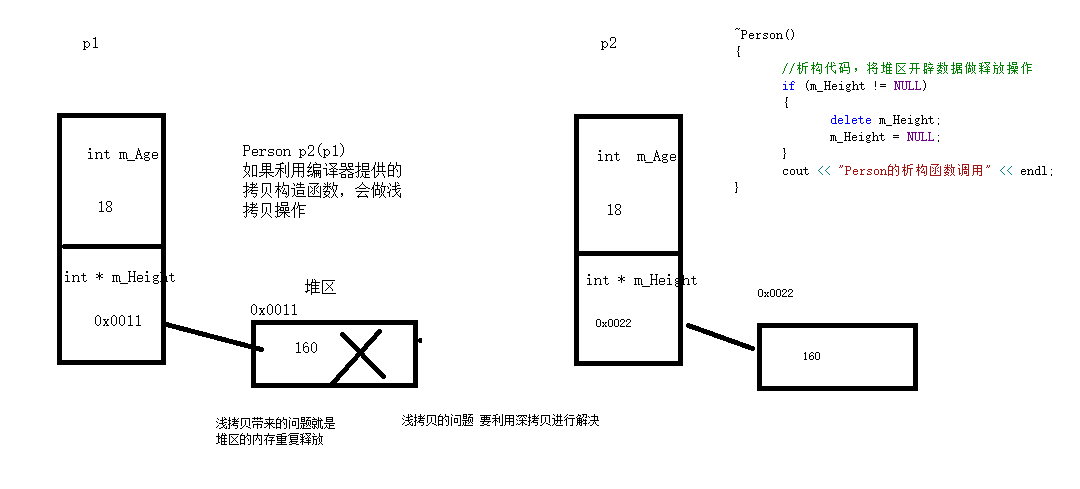 p1
int m_Age
18
int * m_Height
0x0011
Person p2(p1)
如果利用编译器提供的
拷贝构造函数，会做浅
拷贝操作
堆区
0x0011
160
浅拷贝带来的问题就是
堆区的内存重复释放
浅拷贝的问题 要利用深拷贝进行解决
p2
int  m_Age
18
int * m_Height
0x0022
0x0022
160
~Person()
{
//析构代码，将堆区开辟数据做释放操作
if (m_Height != NULL)
{
delete m_Height;
m_Height = NULL;
}
cout << "Person的析构函数调用" << endl;
}